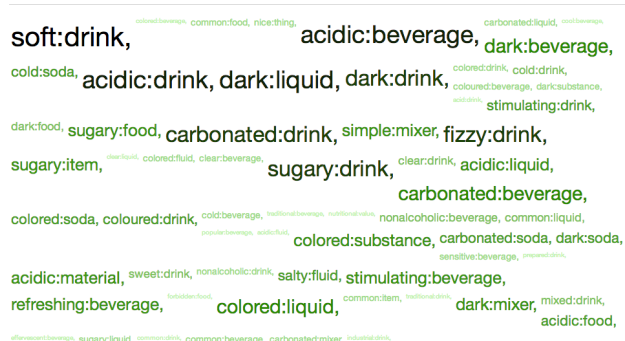 soft:drink, colored:beverage, common:food, nice:thing, acidic:beverage, carbonated:liquid, cool:beverage,
dark:beverage,
cold:soda, acidic:drink, dark:liquid, dark:drink, colored:drink, cold:drink,
coloured:beverage, dark:substance,
acid:drink, stimulating:drink,
dark:food, sugary:food, carbonated:drink, simple:mixer, fizzy:drink,
sugary:item, clear:liquid, colored:fluid, clear:beverage, sugary:drink, clear:drink, acidic:liquid,
carbonated:beverage,
colored:soda, coloured:drink, cold:beverage, traditional:beverage, nutritional:value, nonalcoholic:beverage, common:liquid,
popular:beverage, acidic:fluid, colored:substance, carbonated:soda, dark:soda,
sensitive:beverage, prepared:drink,
acidic:material, sweet:drink, nonalcoholic:drink, salty:fluid, stimulating:beverage,
refreshing:beverage, forbidden:food, colored:liquid, common:item, traditional:drink, dark:mixer, mixed:drink,
acidic:food,
effervescent:beverage, sugary:liquid, common:drink, common:beverage, carbonated:mixer, industrial:drink,